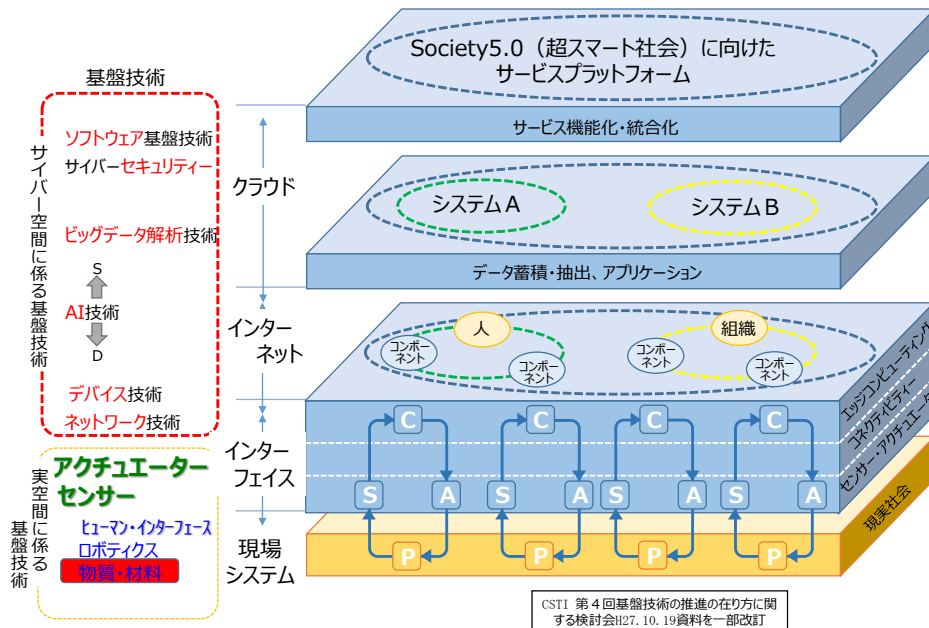 基盤技術
サイバー空間に係る基盤技術
ソフトウェア基盤技術
サイバーセキュリティー
ビッグデータ解析技術
S
AI技術
D
デバイス技術
ネットワーク技術
実空間に係る
基盤技術
アクチュエーター
センサー
ヒューマン・インターフェース
ロボティクス
物質・材料
クラウド
インター
ネット
インター
フェイス
現場
システム
Society5.0（超スマート社会）に向けた
サービスプラットフォーム
サービス機能化・統合化
システムA
システムB
データ蓄積・抽出、アプリケーション
人
コンポー
ネント
コンポー
ネント
組織
コンポー
ネント
コンポー
ネント
エッジコンピューティング
コネクティビティー
センサー・アクチュエータ
C
C
C
C
S
A
S
A
S
A
S
A
P
P
P
P
現実社会
CSTI 第４回基盤技術の推進の在り方に関
する検討会H27.10.19資料を一部改訂